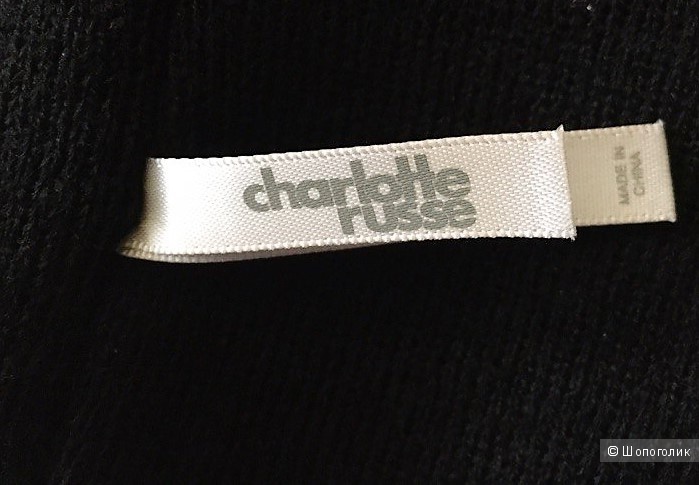 charlotte
russe
MADE IN
CHINA
© Шопоголик